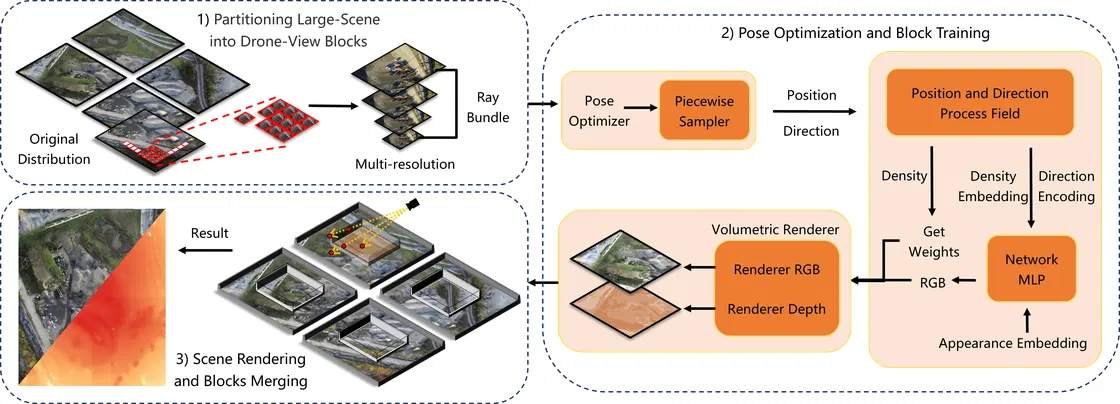 1) Partitioning Large-Scene
into Drone-View Blocks
Original
Distribution
Multi-resolution
Ray
Bundle
2) Pose Optimization and Block Training
Pose
Optimizer
Piecewise
Sampler
Position
Direction
Position and Direction
Process Field
Density
Density
Embedding
Direction
Encoding
Get
Weights
RGB
Network
MLP
Appearance Embedding
Volumetric Renderer
Renderer RGB
Renderer Depth
Result
3) Scene Rendering
and Blocks Merging